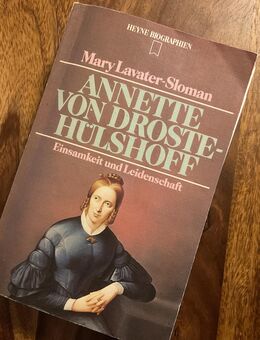 HEYNE BIOGRAPHIEN
Mary Lavater-Sloman
ANNETTE
VON DROSTE-
HÜLSHOFF
Einsamkeit und Leidenschaft